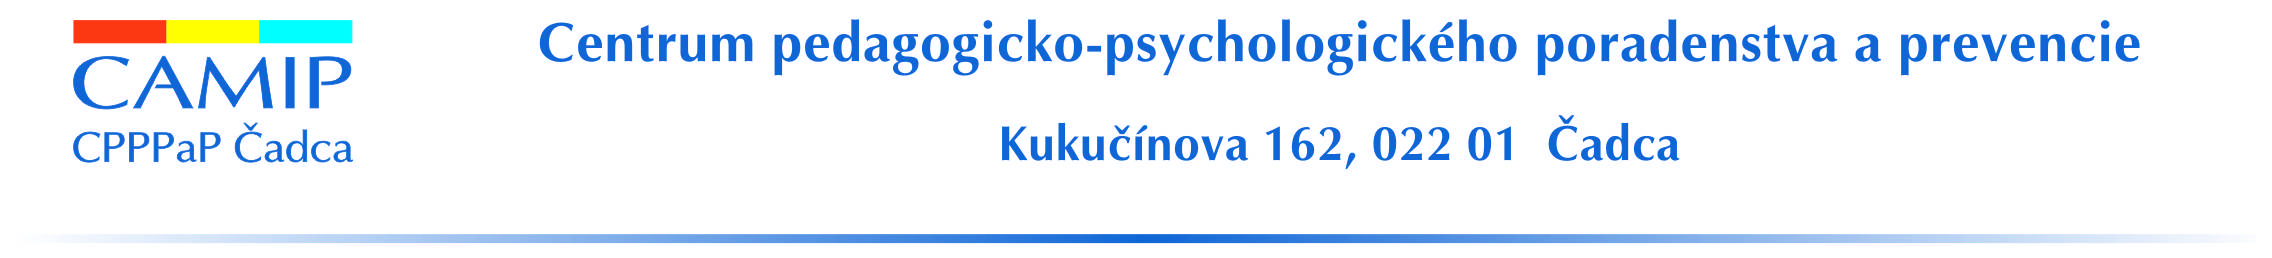 CAMIP
CPPPaP Čadca
Centrum pedagogicko-psychologického poradenstva a prevencie
Kukučínova 162, 022 01  Čadca